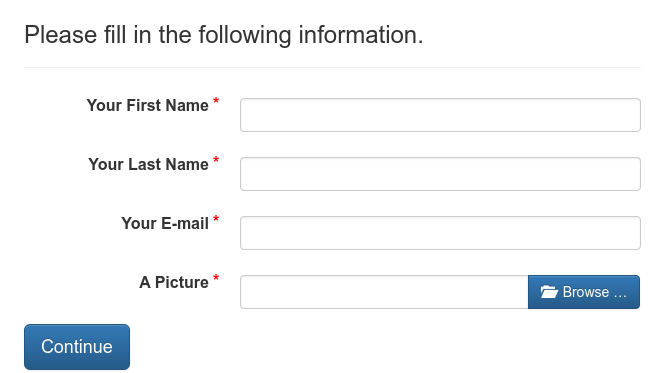 Please fill in the following information.
Your First Name *
Your Last Name *
Your E-mail *
A Picture *
Browse …
Continue